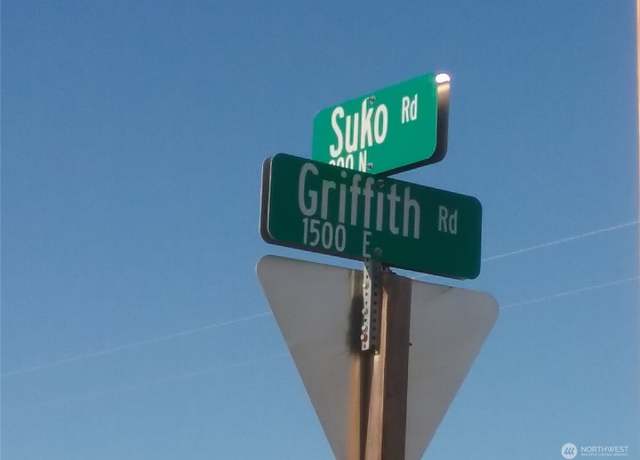 Suko Rd
N
Griffith Rd
1500 E
NORTHWEST